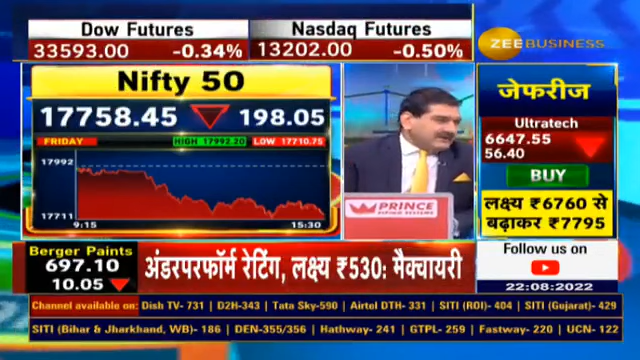 Dow Futures
33593.00 -0.34%
Nasdaq Futures
13202.00 -0.50%
ZEE BUSINESS
Nifty 50
17758.45 198.05
FRIDAY HIGH 17992.20 LOW 17710.75
17992
17711
9:15 15:30
PRINCE
PIPING SYSTEMS
जेफरीज
Ultratech
6647.55
56.40
BUY
लक्ष्य ₹6760 से
बढ़ाकर ₹7795
Berger Paints
697.10
10.05
अंडरपरफॉर्म रेटिंग, लक्ष्य ₹530: मैक्वायरी
Follow us on
22:08:2022
Channel available on: Dish TV- 731 | D2H-343 | Tata Sky-590 | Airtel DTH- 331 | SITI (ROI)- 404 | SITI (Gujarat)- 429
SITI (Bihar & Jharkhand, WB)- 186 | DEN-355/356 | Hathway- 241 | GTPL- 259 | Fastway- 220 | UCN- 122